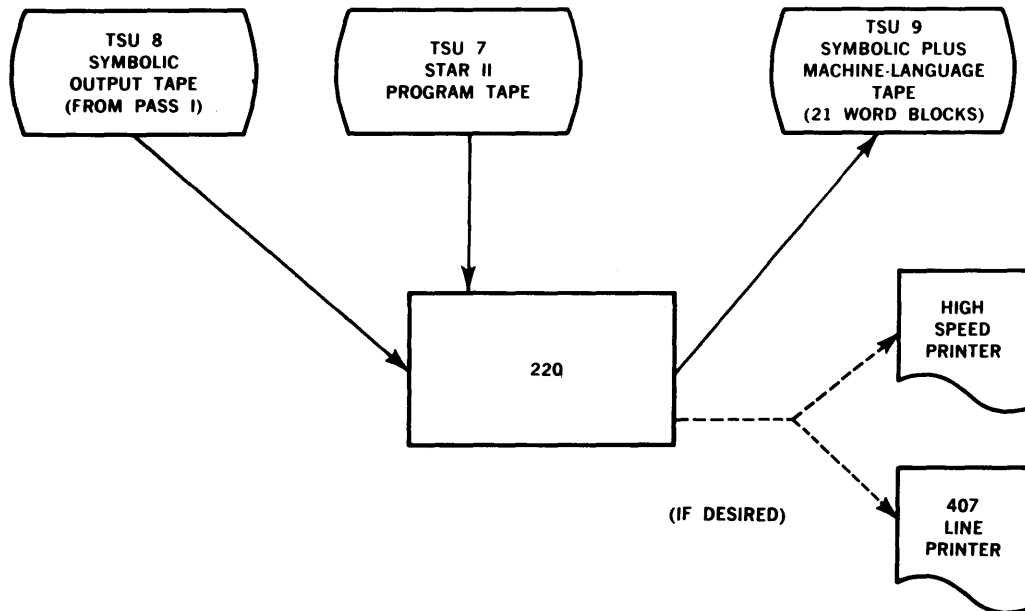 TSU 8
SYMBOLIC
OUTPUT TAPE
(FROM PASS I)
TSU 7
STAR II
PROGRAM TAPE
TSU 9
SYMBOLIC PLUS
MACHINE-LANGUAGE
TAPE
(21 WORD BLOCKS)
220
HIGH
SPEED
PRINTER
(IF DESIRED)
407
LINE
PRINTER